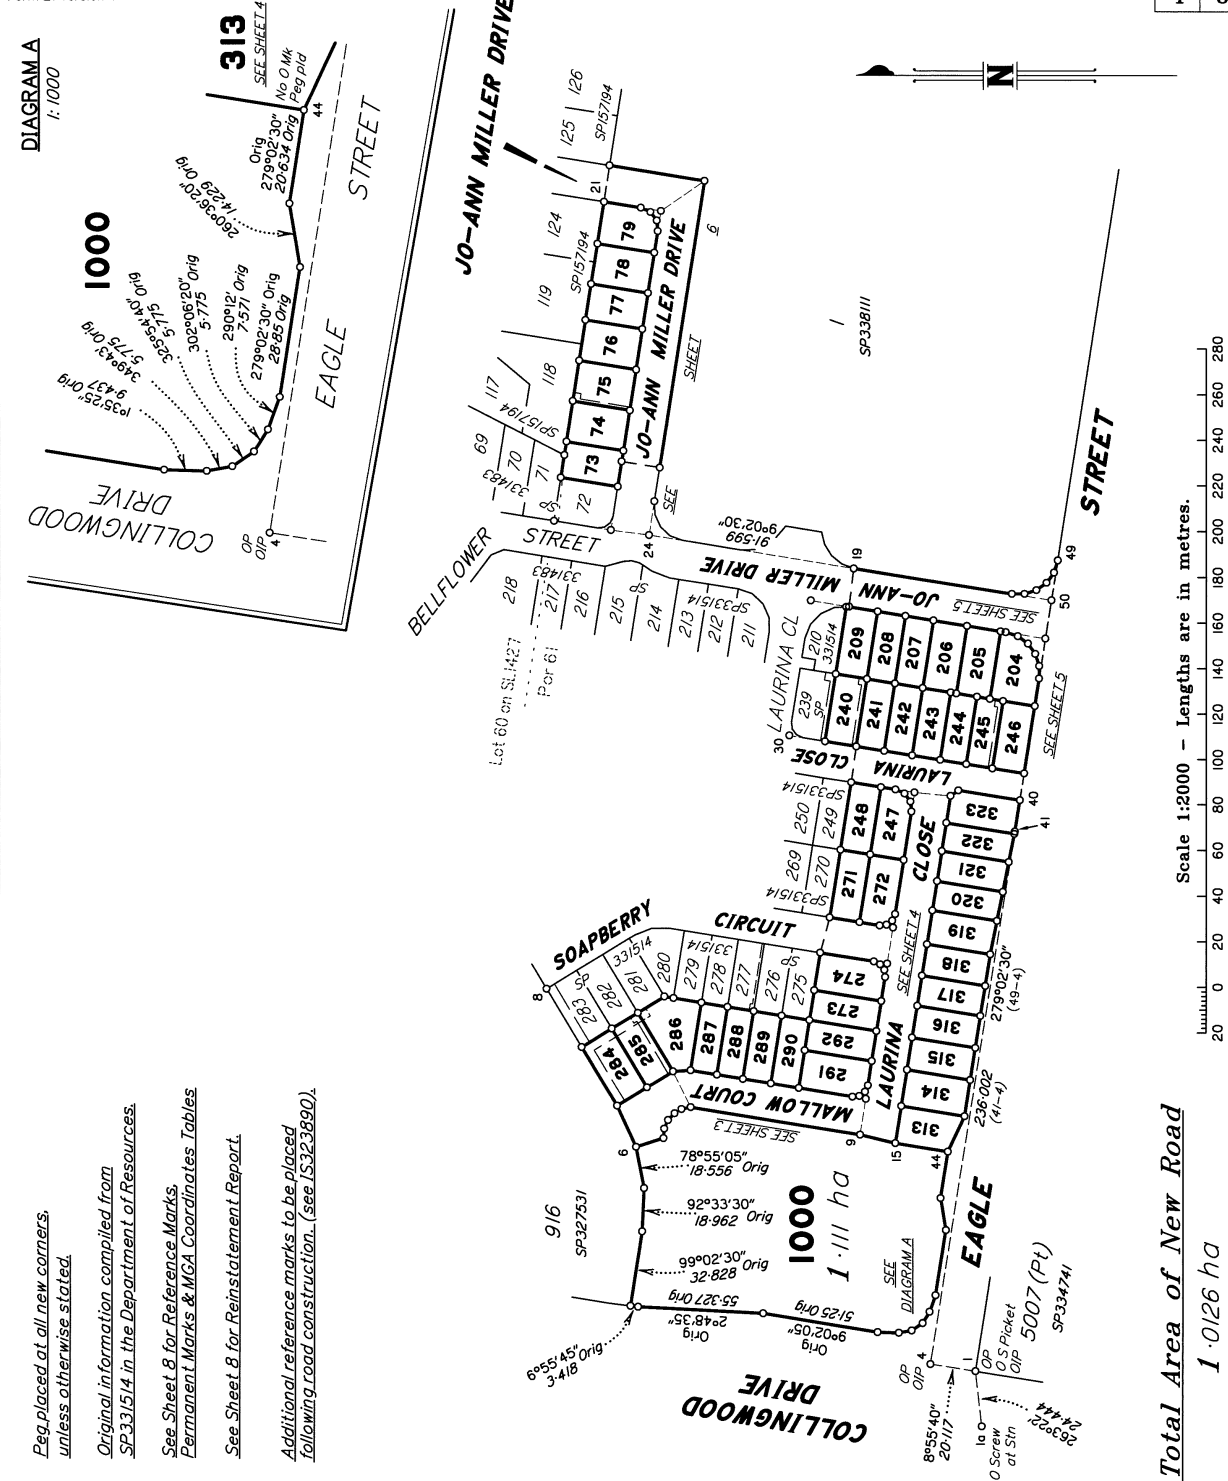 Peg placed at all new corners,
unless otherwise stated.
Original information compiled from
SP331514 in the Department of Resources.
See Sheet 8 for Reference Marks,
Permanent Marks & MGA Coordinates Tables
See Sheet 8 for Reinstatement Report.
Additional reference marks to be placed
following road construction. (see IS323890).
DIAGRAM A
1:1000
1000
313
SEE SHEET 4
No O Mk
Peg pld
44
Orig
279°02'30"
20·634 Orig
260°36'20"
14·229 Orig
279°02'30" Orig
28·85 Orig
290°12'
7·571 Orig
302°06'20"
5·775
325°54'40"
5·775 Orig
349°43'
5·775 Orig
1°35'25"
9·437 Orig
COLLINGWOOD
DRIVE
EAGLE
STREET
OP
OIP
4
916
SP327531
6
78°55'05"
18·556 Orig
92°33'30"
18·962 Orig
99°02'30"
32·828 Orig
6°55'45"
3·418 Orig
2°48'35"
55·327 Orig
Orig
9°02'05"
51·25 Orig
Orig
1000
1·111 ha
SEE
DIAGRAM A
COLLINGWOOD
DRIVE
OP
OIP
4
8°55'40"
20·117
1a
O Screw
at Stn
263°22'
24·444
1
OP
O S Picket
OIP
5007 (Pt)
SP334741
EAGLE
STREET
236·002
(41-4)
279°02'30"
(49-4)
SOAPBERRY
CIRCUIT
8
283
282
SP
281
331514
280
279
278
331514
277
276
275
SP
284
285
286
287
288
289
290
291
292
273
274
MALLOW COURT
SEE SHEET 3
9
15
44
LAURINA
CLOSE
SEE SHEET 4
313
314
315
316
317
318
319
320
321
322
323
40
41
269
270
SP331514
250
249
SP331514
271
272
248
247
LAURINA
CLOSE
30
LAURINA CL
239
SP
210
331514
240
241
242
243
244
245
246
209
208
207
206
205
204
SEE SHEET 5
SEE SHEET 5
JO-ANN
MILLER DRIVE
19
49
50
91·599
9°02'30"
Lot 60 on SL1427
Por 61
BELLFLOWER
STREET
218
217
331483
216
215
SP
214
213
212
SP331514
211
24
SEE
SHEET
6
69
331483
70
71
SP
72
117
SP157194
118
119
SP157194
124
21
125
126
SP157194
73
74
75
76
77
78
79
JO-ANN MILLER DRIVE
JO-ANN MILLER DRIVE
1
SP338111
N
20 0 20 40 60 80 100 120 140 160 180 200 220 240 260 280
Scale 1:2000 – Lengths are in metres.
Total Area of New Road
1·0126 ha